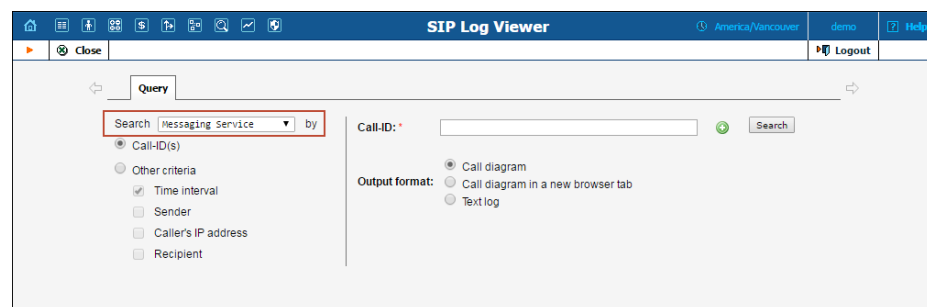 SIP Log Viewer America/Vancouver demo ? Help
Close Logout
Query
Search Messaging Service by
Call-ID(s)
Other criteria
Time interval
Sender
Caller's IP address
Recipient
Call-ID: * Search
Output format:
Call diagram
Call diagram in a new browser tab
Text log